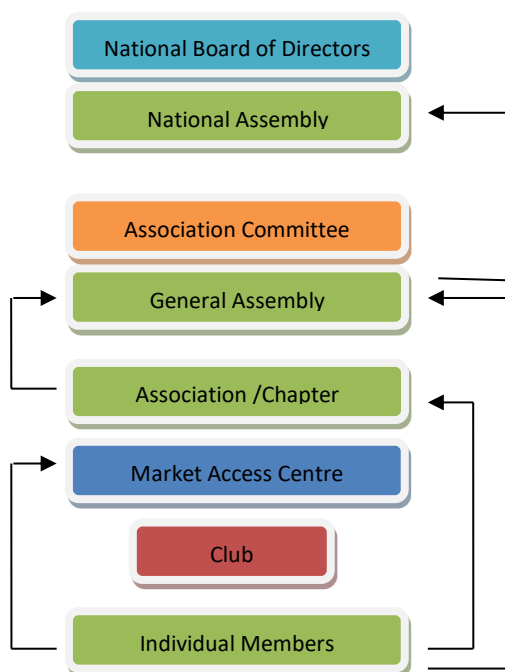 National Board of Directors
National Assembly
Association Committee
General Assembly
Association /Chapter
Market Access Centre
Club
Individual Members